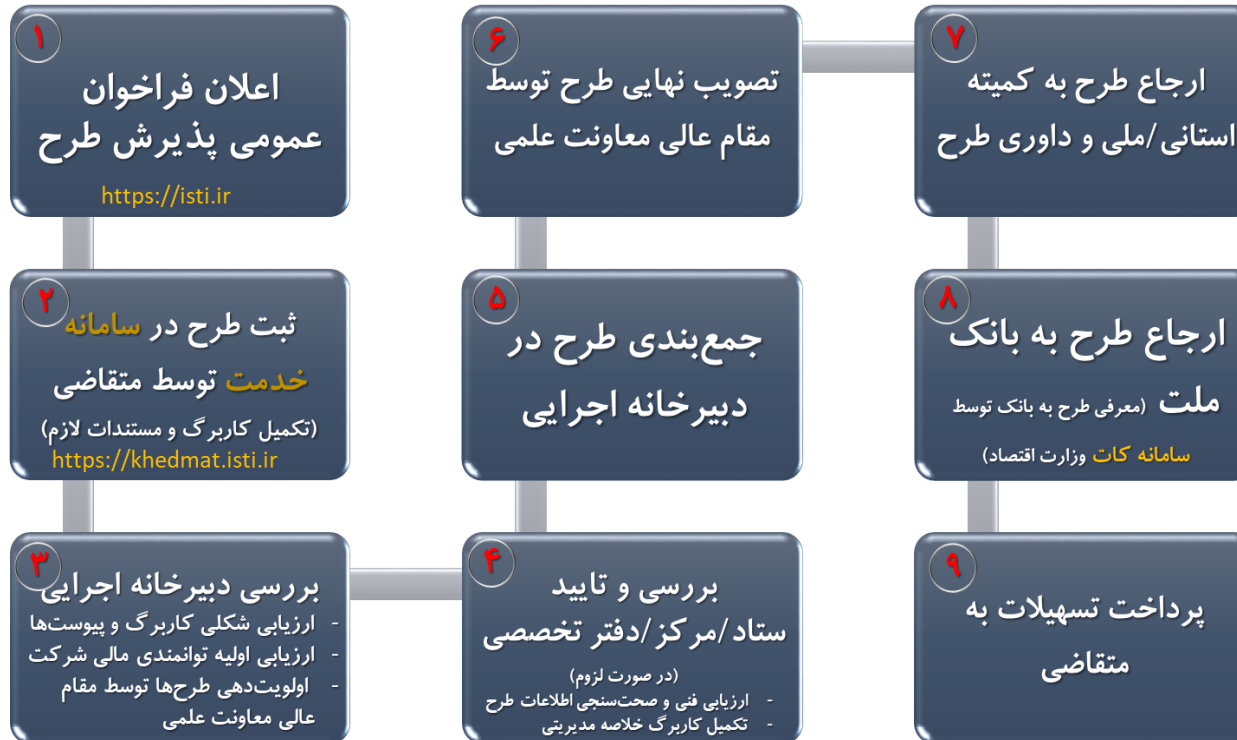 ۱
اعلان فراخوان
عمومی پذیرش طرح
https://isti.ir
۲
ثبت طرح در سامانه
خدمت توسط متقاضی
(تکمیل کاربرگ و مستندات لازم)
https://khedmat.isti.ir
۳
بررسی دبیرخانه اجرایی
- ارزیابی شکلی کاربرگ و پیوست‌ها
- ارزیابی اولیه توانمندی مالی شرکت
- اولویت‌دهی طرح‌ها توسط مقام
عالی معاونت علمی
۴
بررسی و تایید
ستاد/مرکز/دفتر تخصصی
(در صورت لزوم)
- ارزیابی فنی و صحت‌سنجی اطلاعات طرح
- تکمیل کاربرگ خلاصه مدیریتی
۵
جمع‌بندی طرح در
دبیرخانه اجرایی
۶
تصویب نهایی طرح توسط
مقام عالی معاونت علمی
۷
ارجاع طرح به کمیته
استانی/ملی و داوری طرح
۸
ارجاع طرح به بانک
ملت (معرفی طرح به بانک توسط
سامانه کات وزارت اقتصاد)
۹
پرداخت تسهیلات به
متقاضی